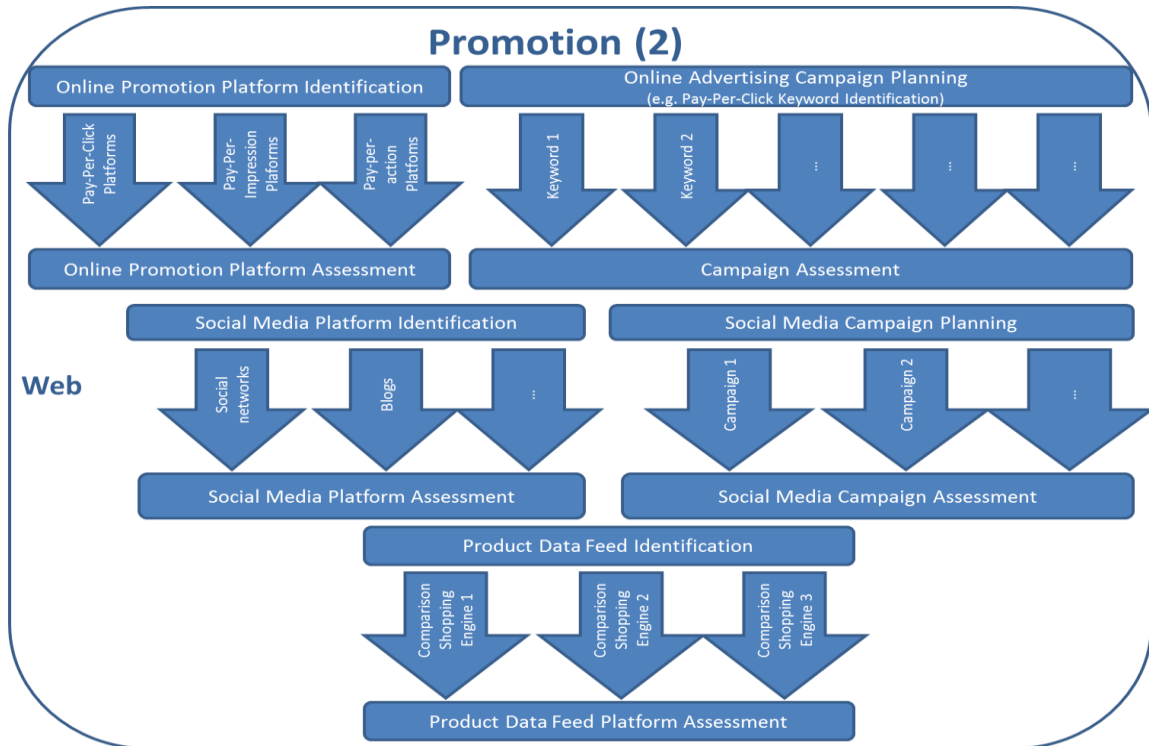 Promotion (2)
Online Promotion Platform Identification
Online Advertising Campaign Planning
(e.g. Pay-Per-Click Keyword Identification)
Pay-Per-Click
Platforms
Pay-Per-
Impression
Plaforms
Pay-per-
action
Platfoms
Keyword 1
Keyword 2
...
...
...
Online Promotion Platform Assessment
Campaign Assessment
Social Media Platform Identification
Social Media Campaign Planning
Web
Social
networks
Blogs
...
Campaign 1
Campaign 2
...
Social Media Platform Assessment
Social Media Campaign Assessment
Product Data Feed Identification
Comparison
Shopping
Engine 1
Comparison
Shopping
Engine 2
Comparison
Shopping
Engine 3
Product Data Feed Platform Assessment